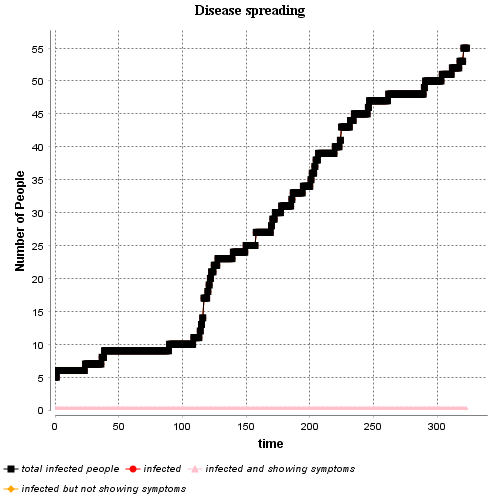 Disease spreading
Number of People
55
50
45
40
35
30
25
20
15
10
5
0
0 50 100 150 200 250 300
time
total infected people infected infected and showing symptoms
infected but not showing symptoms